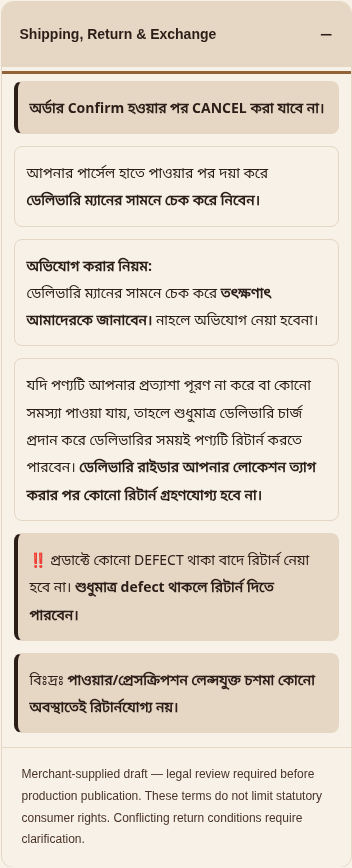 Shipping, Return & Exchange –
অর্ডার Confirm হওয়ার পর CANCEL করা যাবে না।
আপনার পার্সেল হাতে পাওয়ার পর দয়া করে
ডেলিভারি ম্যানের সামনে চেক করে নিবেন।
অভিযোগ করার নিয়ম:
ডেলিভারি ম্যানের সামনে চেক করে তৎক্ষণাৎ
আমাদেরকে জানাবেন। নাহলে অভিযোগ নেয়া হবেনা।
যদি পণ্যটি আপনার প্রত্যাশা পূরণ না করে বা কোনো
সমস্যা পাওয়া যায়, তাহলে শুধুমাত্র ডেলিভারি চার্জ
প্রদান করে ডেলিভারির সময়ই পণ্যটি রিটার্ন করতে
পারবেন। ডেলিভারি রাইডার আপনার লোকেশন ত্যাগ
করার পর কোনো রিটার্ন গ্রহণযোগ্য হবে না।
‼️ প্রডাক্টে কোনো DEFECT থাকা বাদে রিটার্ন নেয়া
হবে না। শুধুমাত্র defect থাকলে রিটার্ন দিতে
পারবেন।
বিঃদ্রঃ পাওয়ার/প্রেসক্রিপশন লেন্সযুক্ত চশমা কোনো
অবস্থাতেই রিটার্নযোগ্য নয়।
Merchant-supplied draft — legal review required before
production publication. These terms do not limit statutory
consumer rights. Conflicting return conditions require
clarification.